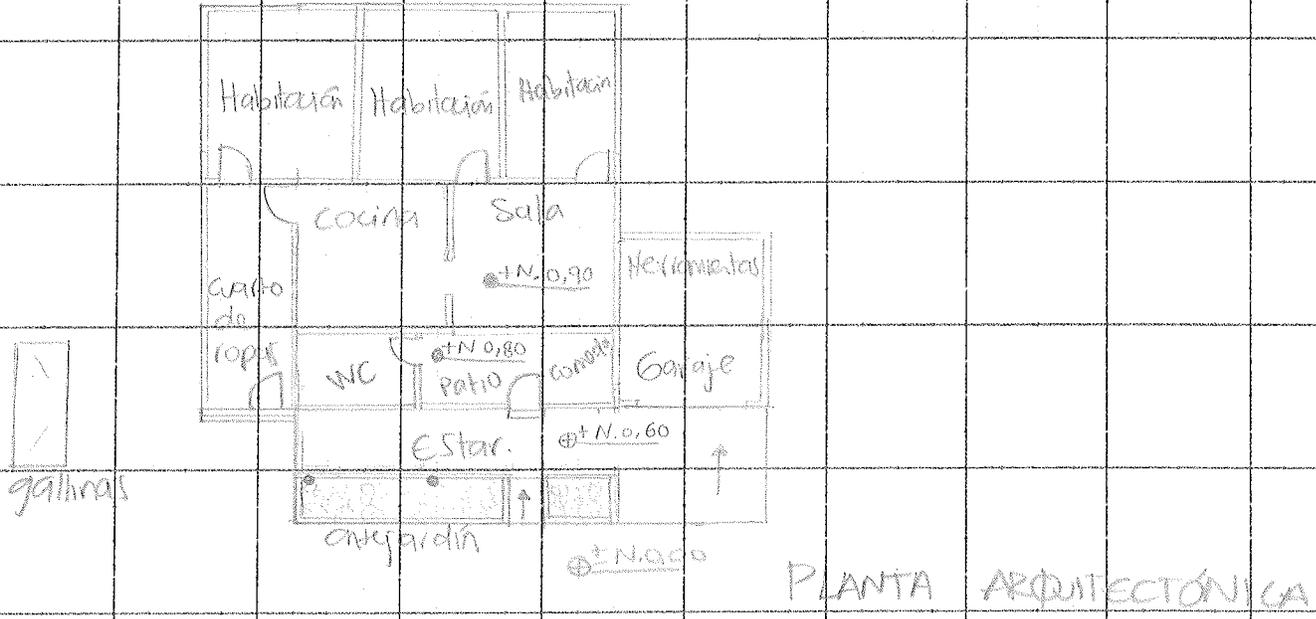 Habitación Habitación Habitación
Cocina Sala
+N. 0,90
Herramientas
Cuarto
de
ropas
+N 0,80
WC
Patio
Comedor
Garaje
Estar.
+N. 0,60
gallinas
antejardín
±N. 0,00
PLANTA ARQUITECTÓNICA